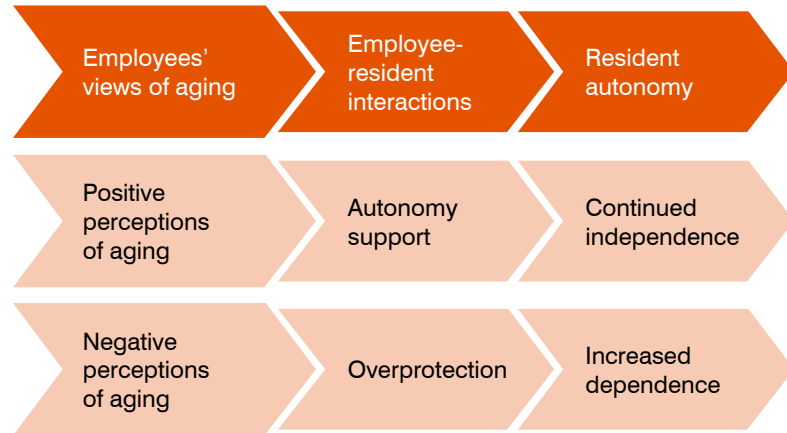 Employees’
views of aging
Employee-
resident
interactions
Resident
autonomy
Positive
perceptions
of aging
Autonomy
support
Continued
independence
Negative
perceptions
of aging
Overprotection
Increased
dependence